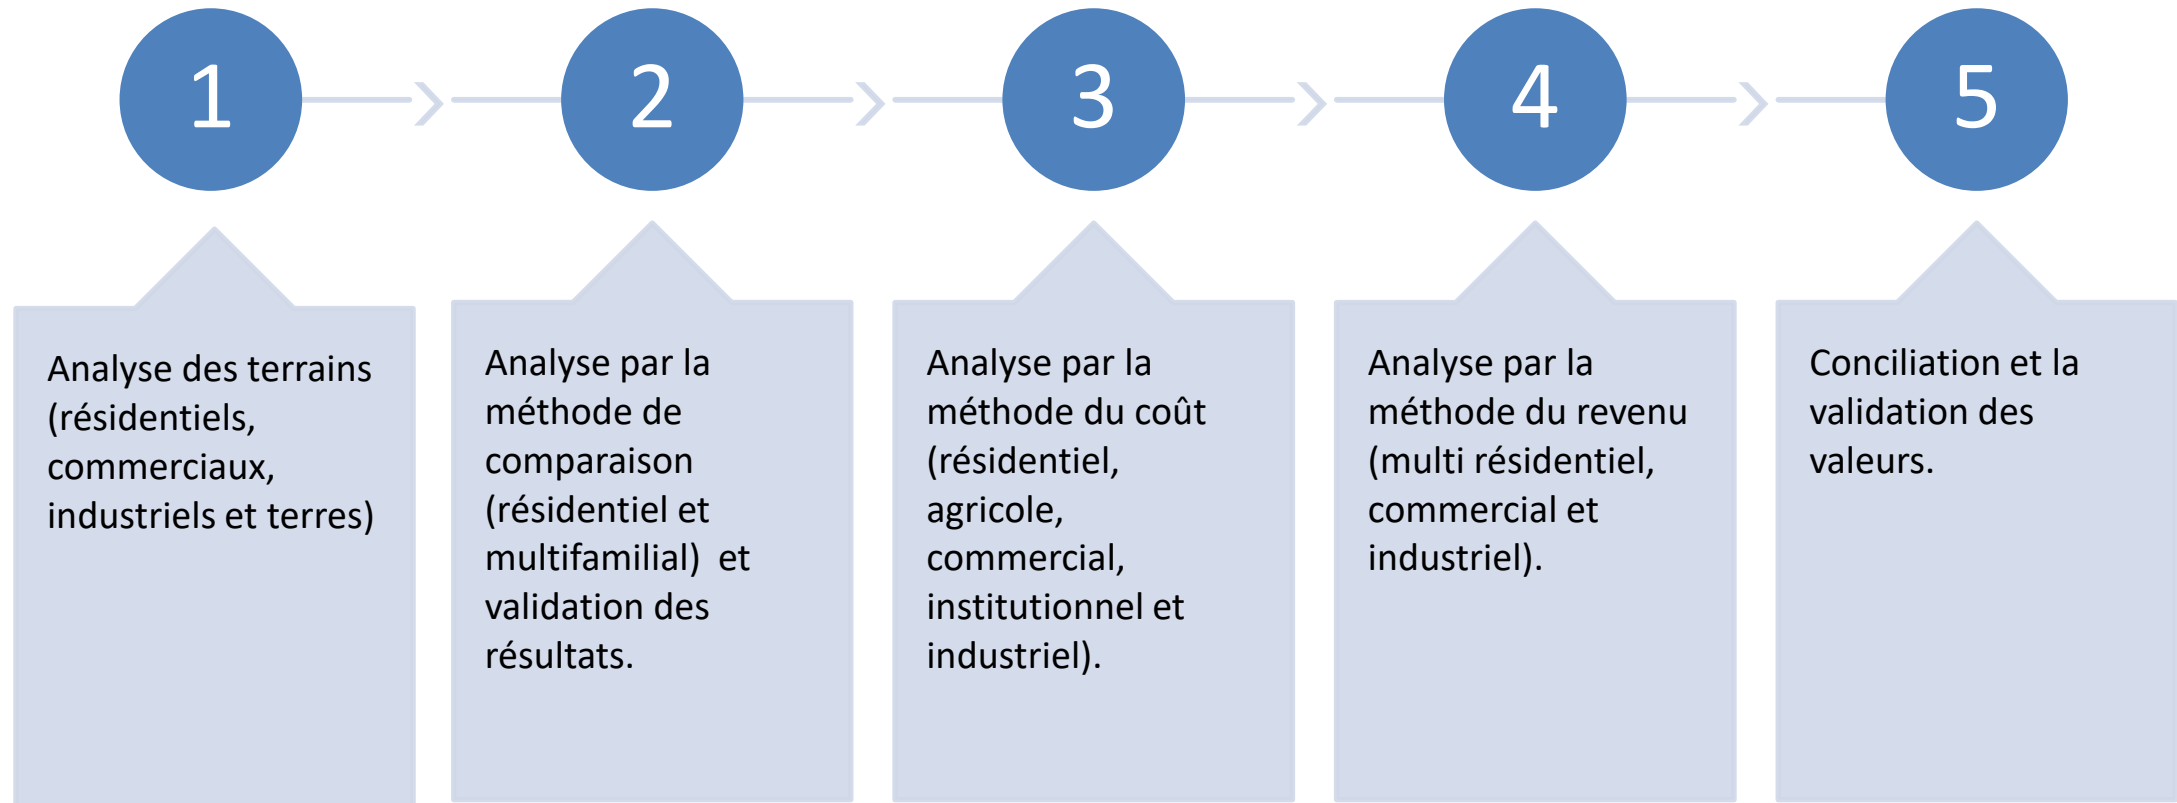 1
2
3
4
5
Analyse des terrains
(résidentiels,
commerciaux,
industriels et terres)
Analyse par la
méthode de
comparaison
(résidentiel et
multifamilial)  et
validation des
résultats.
Analyse par la
méthode du coût
(résidentiel,
agricole,
commercial,
institutionnel et
industriel).
Analyse par la
méthode du revenu
(multi résidentiel,
commercial et
industriel).
Conciliation et la
validation des
valeurs.